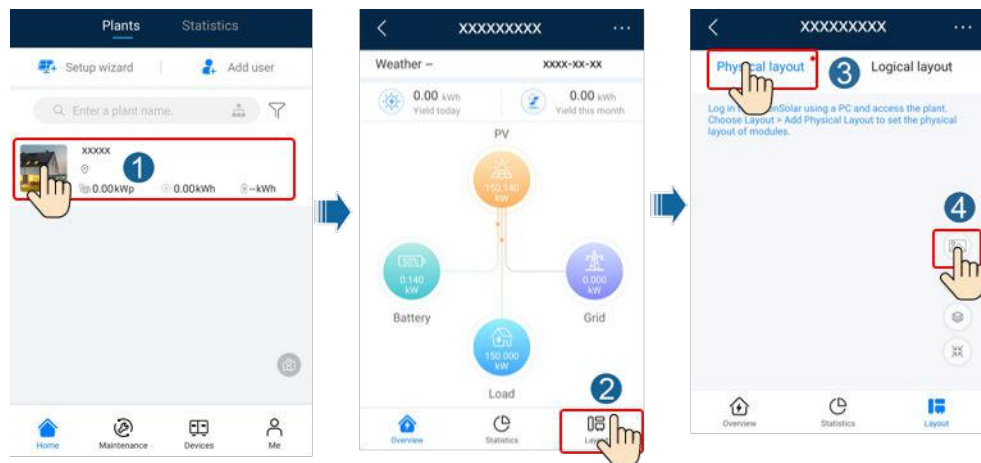 Plants Statistics
Setup wizard Add user
Enter a plant name.
xxxxx
1
0.00kWp 0.00kWh --kWh
Home Maintenance Devices Me
XXXXXXXXX ...
Weather -- xxxx-xx-xx
0.00 kWh 0.00 kWh
Yield today Yield this month
PV
150.140
kW
50%
0.140
kW
0.000
kW
Battery Grid
150.000
kW
Load
2
Overview Statistics
XXXXXXXXX ...
Physical layout 3 Logical layout
Log in using a PC and access the plant.
Choose Layout > Add Physical Layout to set the physical
layout of modules.
4
Overview Statistics Layout